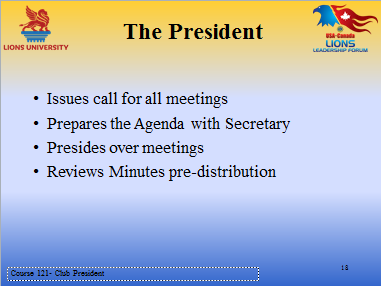 The President
LIONS UNIVERSITY
USA-Canada
LIONS
LEADERSHIP FORUM
• Issues call for all meetings
• Prepares the Agenda with Secretary
• Presides over meetings
• Reviews Minutes pre-distribution
Course 121- Club President
18